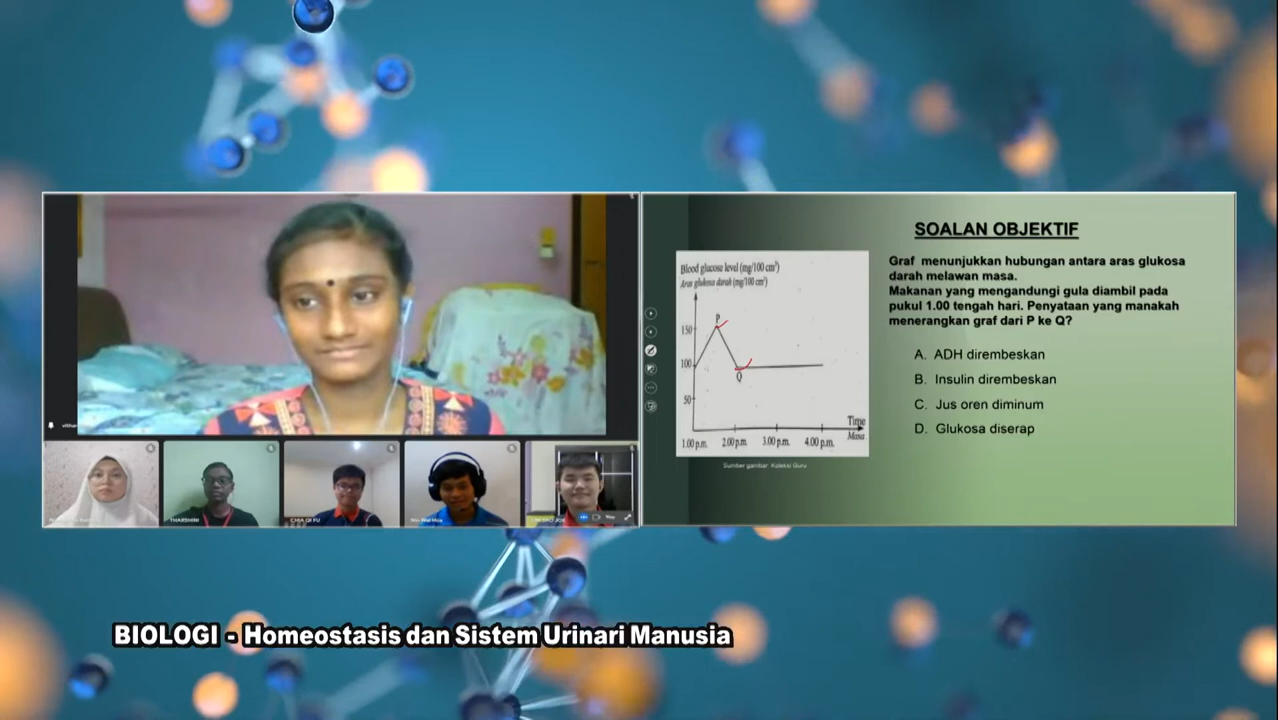 SOALAN OBJEKTIF
Graf menunjukkan hubungan antara aras glukosa
darah melawan masa.
Makanan yang mengandungi gula diambil pada
pukul 1.00 tengah hari. Penyataan yang manakah
menerangkan graf dari P ke Q?
A. ADH dirembeskan
B. Insulin dirembeskan
C. Jus oren diminum
D. Glukosa diserap
Blood glucose level (mg/100 cm³)
Aras glukosa darah (mg/100 cm³)
P
150
100
Q
50
Time
Masa
1.00 p.m. 2.00 p.m. 3.00 p.m. 4.00 p.m.
Sumber gambar: Koleksi Guru
THARSHINI
CHIA QI FU
BIOLOGI - Homeostasis dan Sistem Urinari Manusia